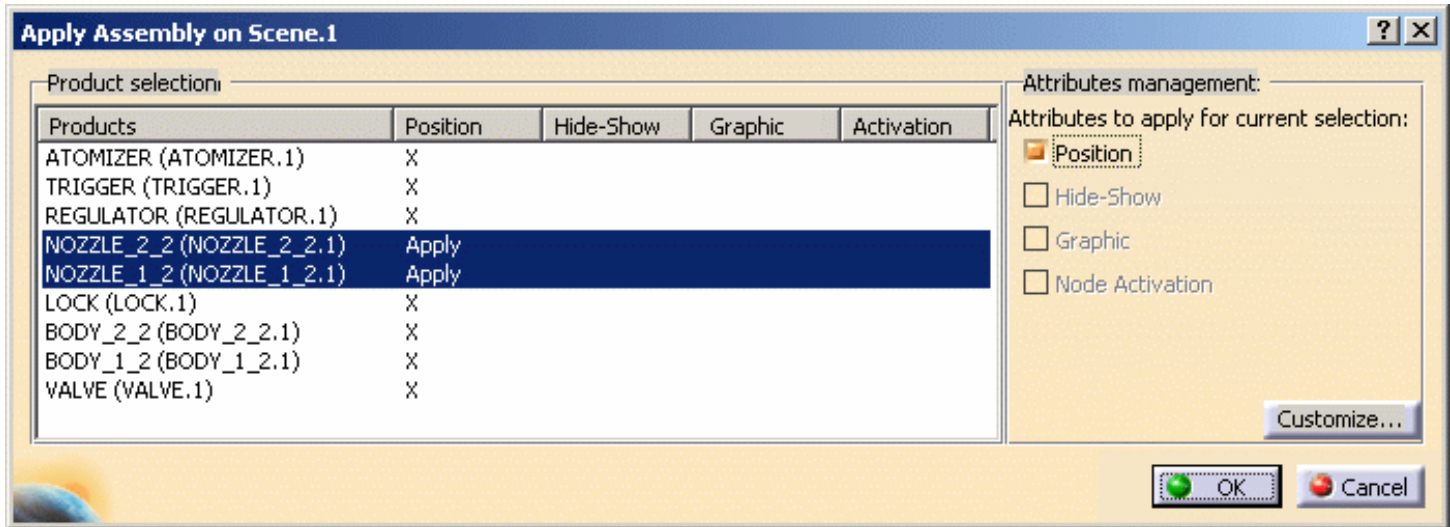 Apply Assembly on Scene.1
Product selection
Products Position Hide-Show Graphic Activation
ATOMIZER (ATOMIZER.1) X
TRIGGER (TRIGGER.1) X
REGULATOR (REGULATOR.1) X
NOZZLE_2_2 (NOZZLE_2_2.1) Apply
NOZZLE_1_2 (NOZZLE_1_2.1) Apply
LOCK (LOCK.1) X
BODY_2_2 (BODY_2_2.1) X
BODY_1_2 (BODY_1_2.1) X
VALVE (VALVE.1) X
Attributes management:
Attributes to apply for current selection:
Position
Hide-Show
Graphic
Node Activation
Customize...
OK Cancel